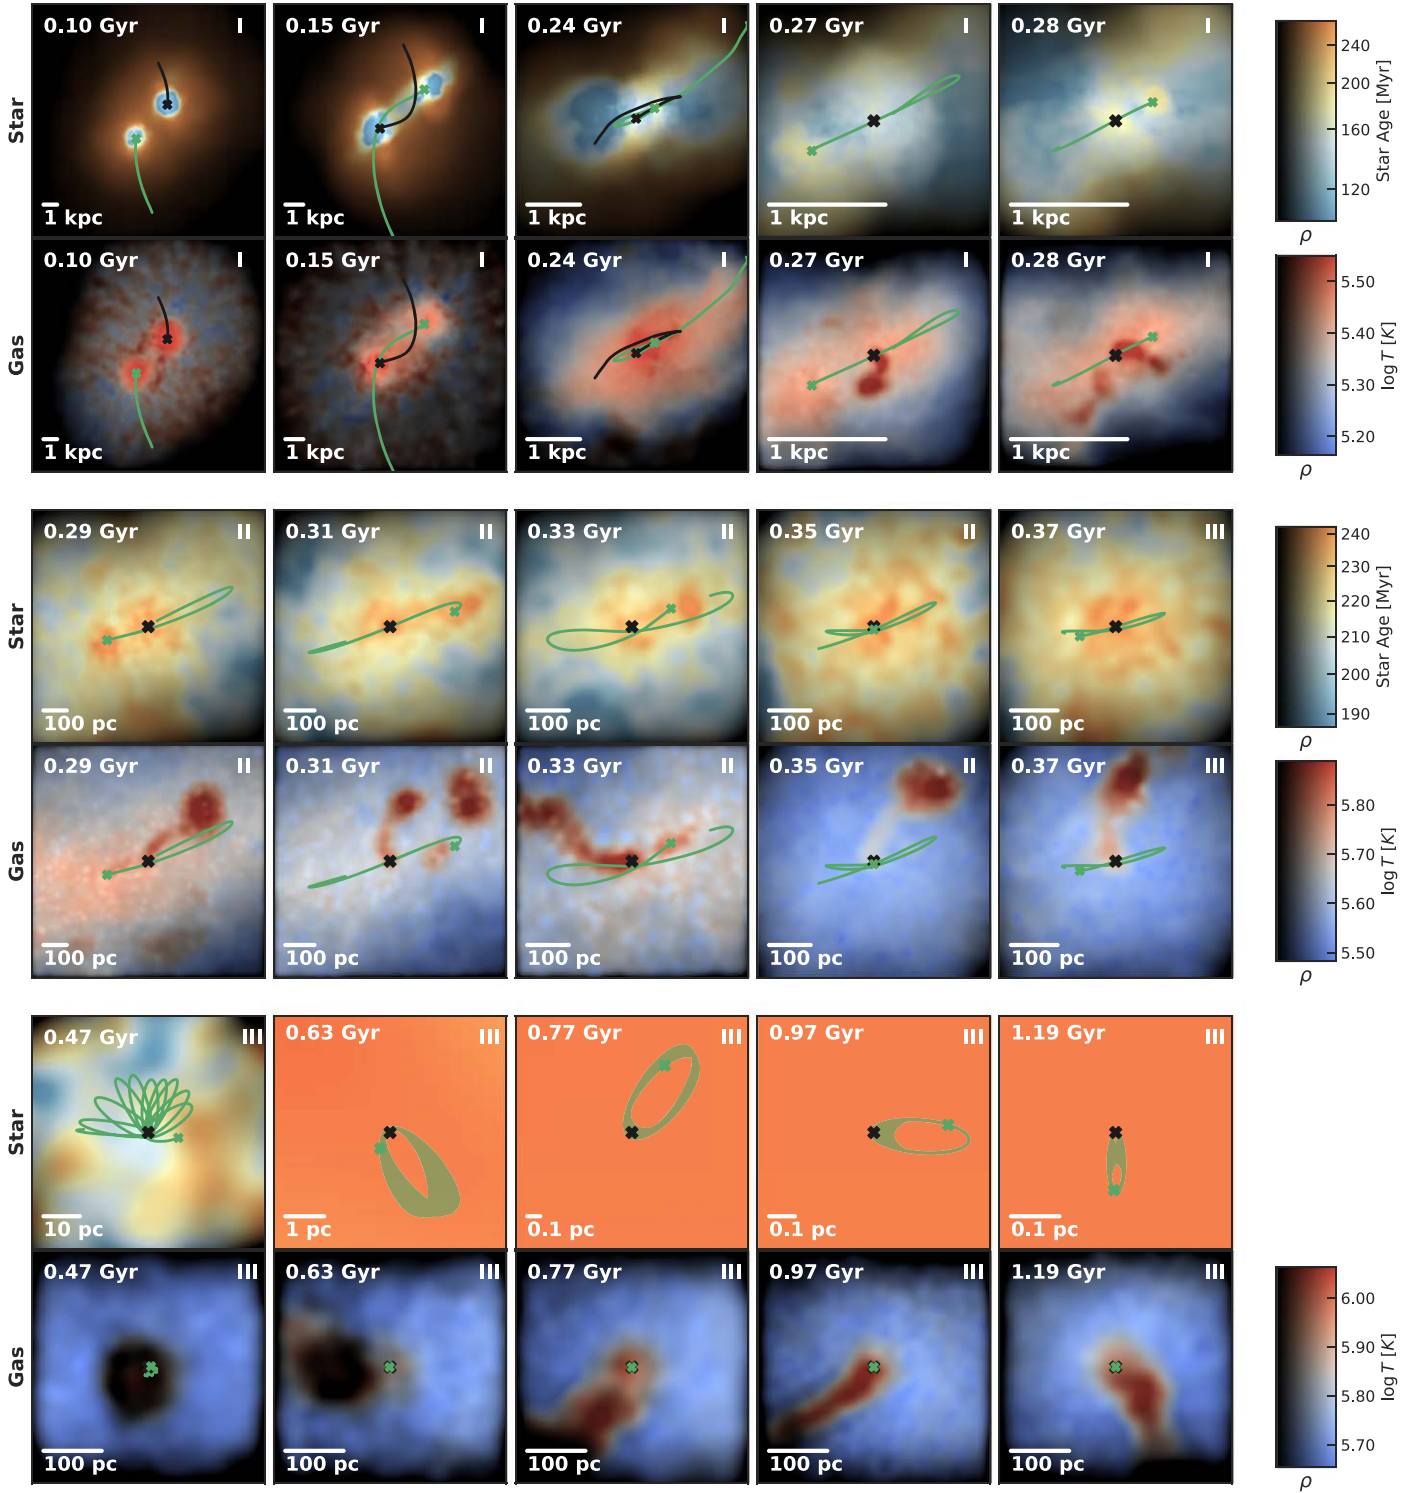 0.10 Gyr I 0.15 Gyr I 0.24 Gyr I 0.27 Gyr I 0.28 Gyr I
Star
1 kpc 1 kpc 1 kpc 1 kpc 1 kpc
240
200
160
120
Star Age [Myr]
ρ
0.10 Gyr I 0.15 Gyr I 0.24 Gyr I 0.27 Gyr I 0.28 Gyr I
Gas
1 kpc 1 kpc 1 kpc 1 kpc 1 kpc
5.50
5.40
5.30
5.20
log T [K]
ρ
0.29 Gyr II 0.31 Gyr II 0.33 Gyr II 0.35 Gyr II 0.37 Gyr III
Star
100 pc 100 pc 100 pc 100 pc 100 pc
240
230
220
210
200
190
Star Age [Myr]
ρ
0.29 Gyr II 0.31 Gyr II 0.33 Gyr II 0.35 Gyr II 0.37 Gyr III
Gas
100 pc 100 pc 100 pc 100 pc 100 pc
5.80
5.70
5.60
5.50
log T [K]
ρ
0.47 Gyr III 0.63 Gyr III 0.77 Gyr III 0.97 Gyr III 1.19 Gyr III
Star
10 pc 1 pc 0.1 pc 0.1 pc 0.1 pc
0.47 Gyr III 0.63 Gyr III 0.77 Gyr III 0.97 Gyr III 1.19 Gyr III
Gas
100 pc 100 pc 100 pc 100 pc 100 pc
6.00
5.90
5.80
5.70
log T [K]
ρ